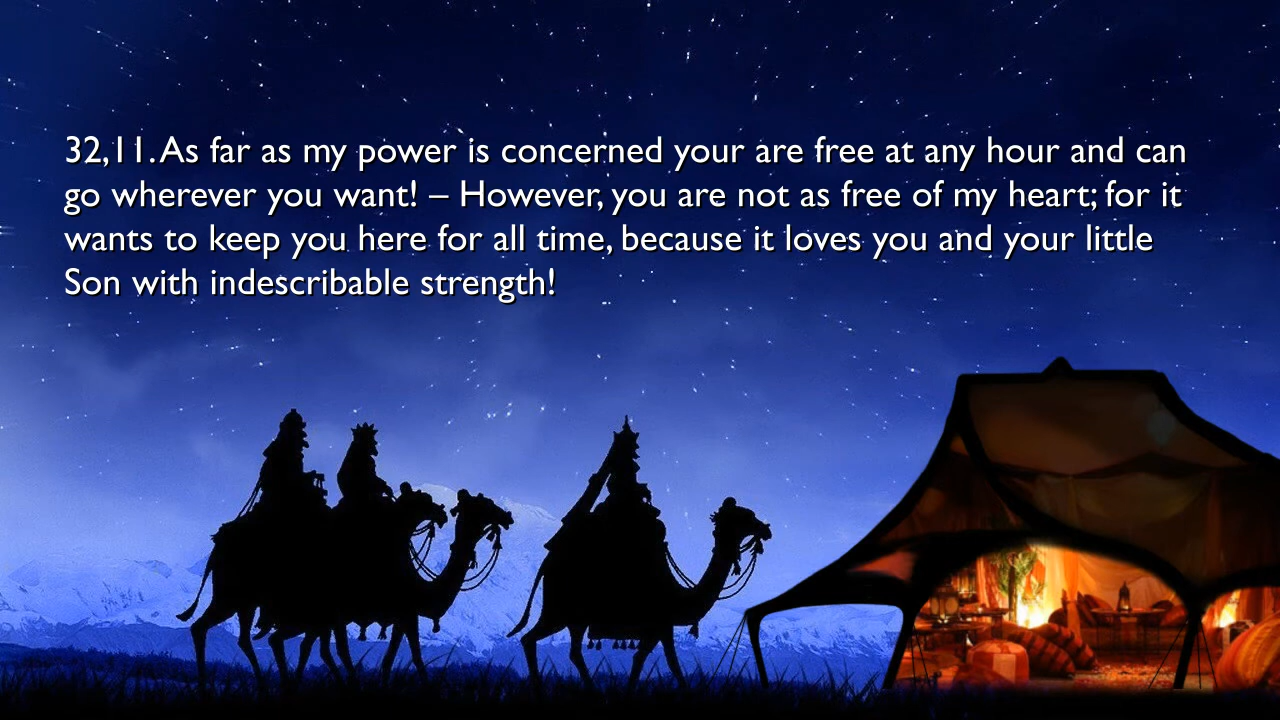 32,11. As far as my power is concerned your are free at any hour and can
go wherever you want! – However, you are not as free of my heart; for it
wants to keep you here for all time, because it loves you and your little
Son with indescribable strength!